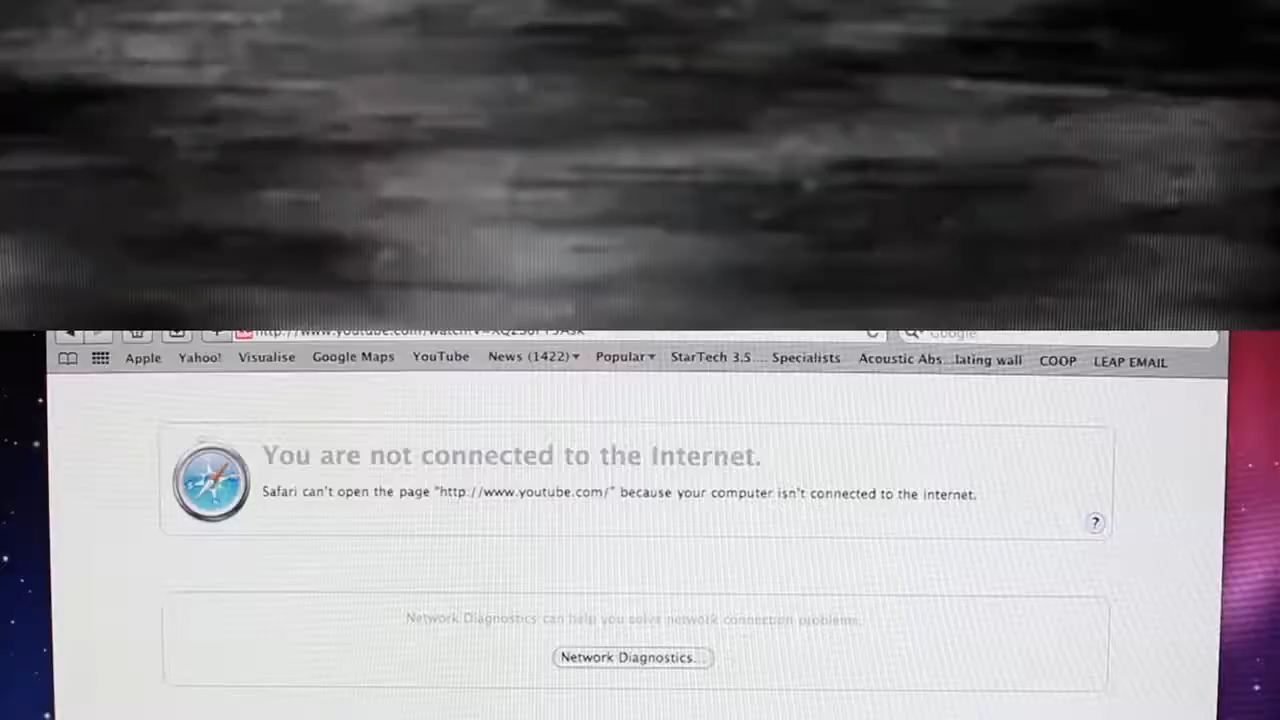 Google
Apple Yahoo! Visualise Google Maps YouTube News (1422)▾ Popular▾ StarTech 3.5... Specialists Acoustic Abs...lating wall COOP LEAP EMAIL
You are not connected to the Internet.
Safari can't open the page "http://www.youtube.com/" because your computer isn't connected to the Internet.
?
Network Diagnostics can help you solve network connection problems.
Network Diagnostics...